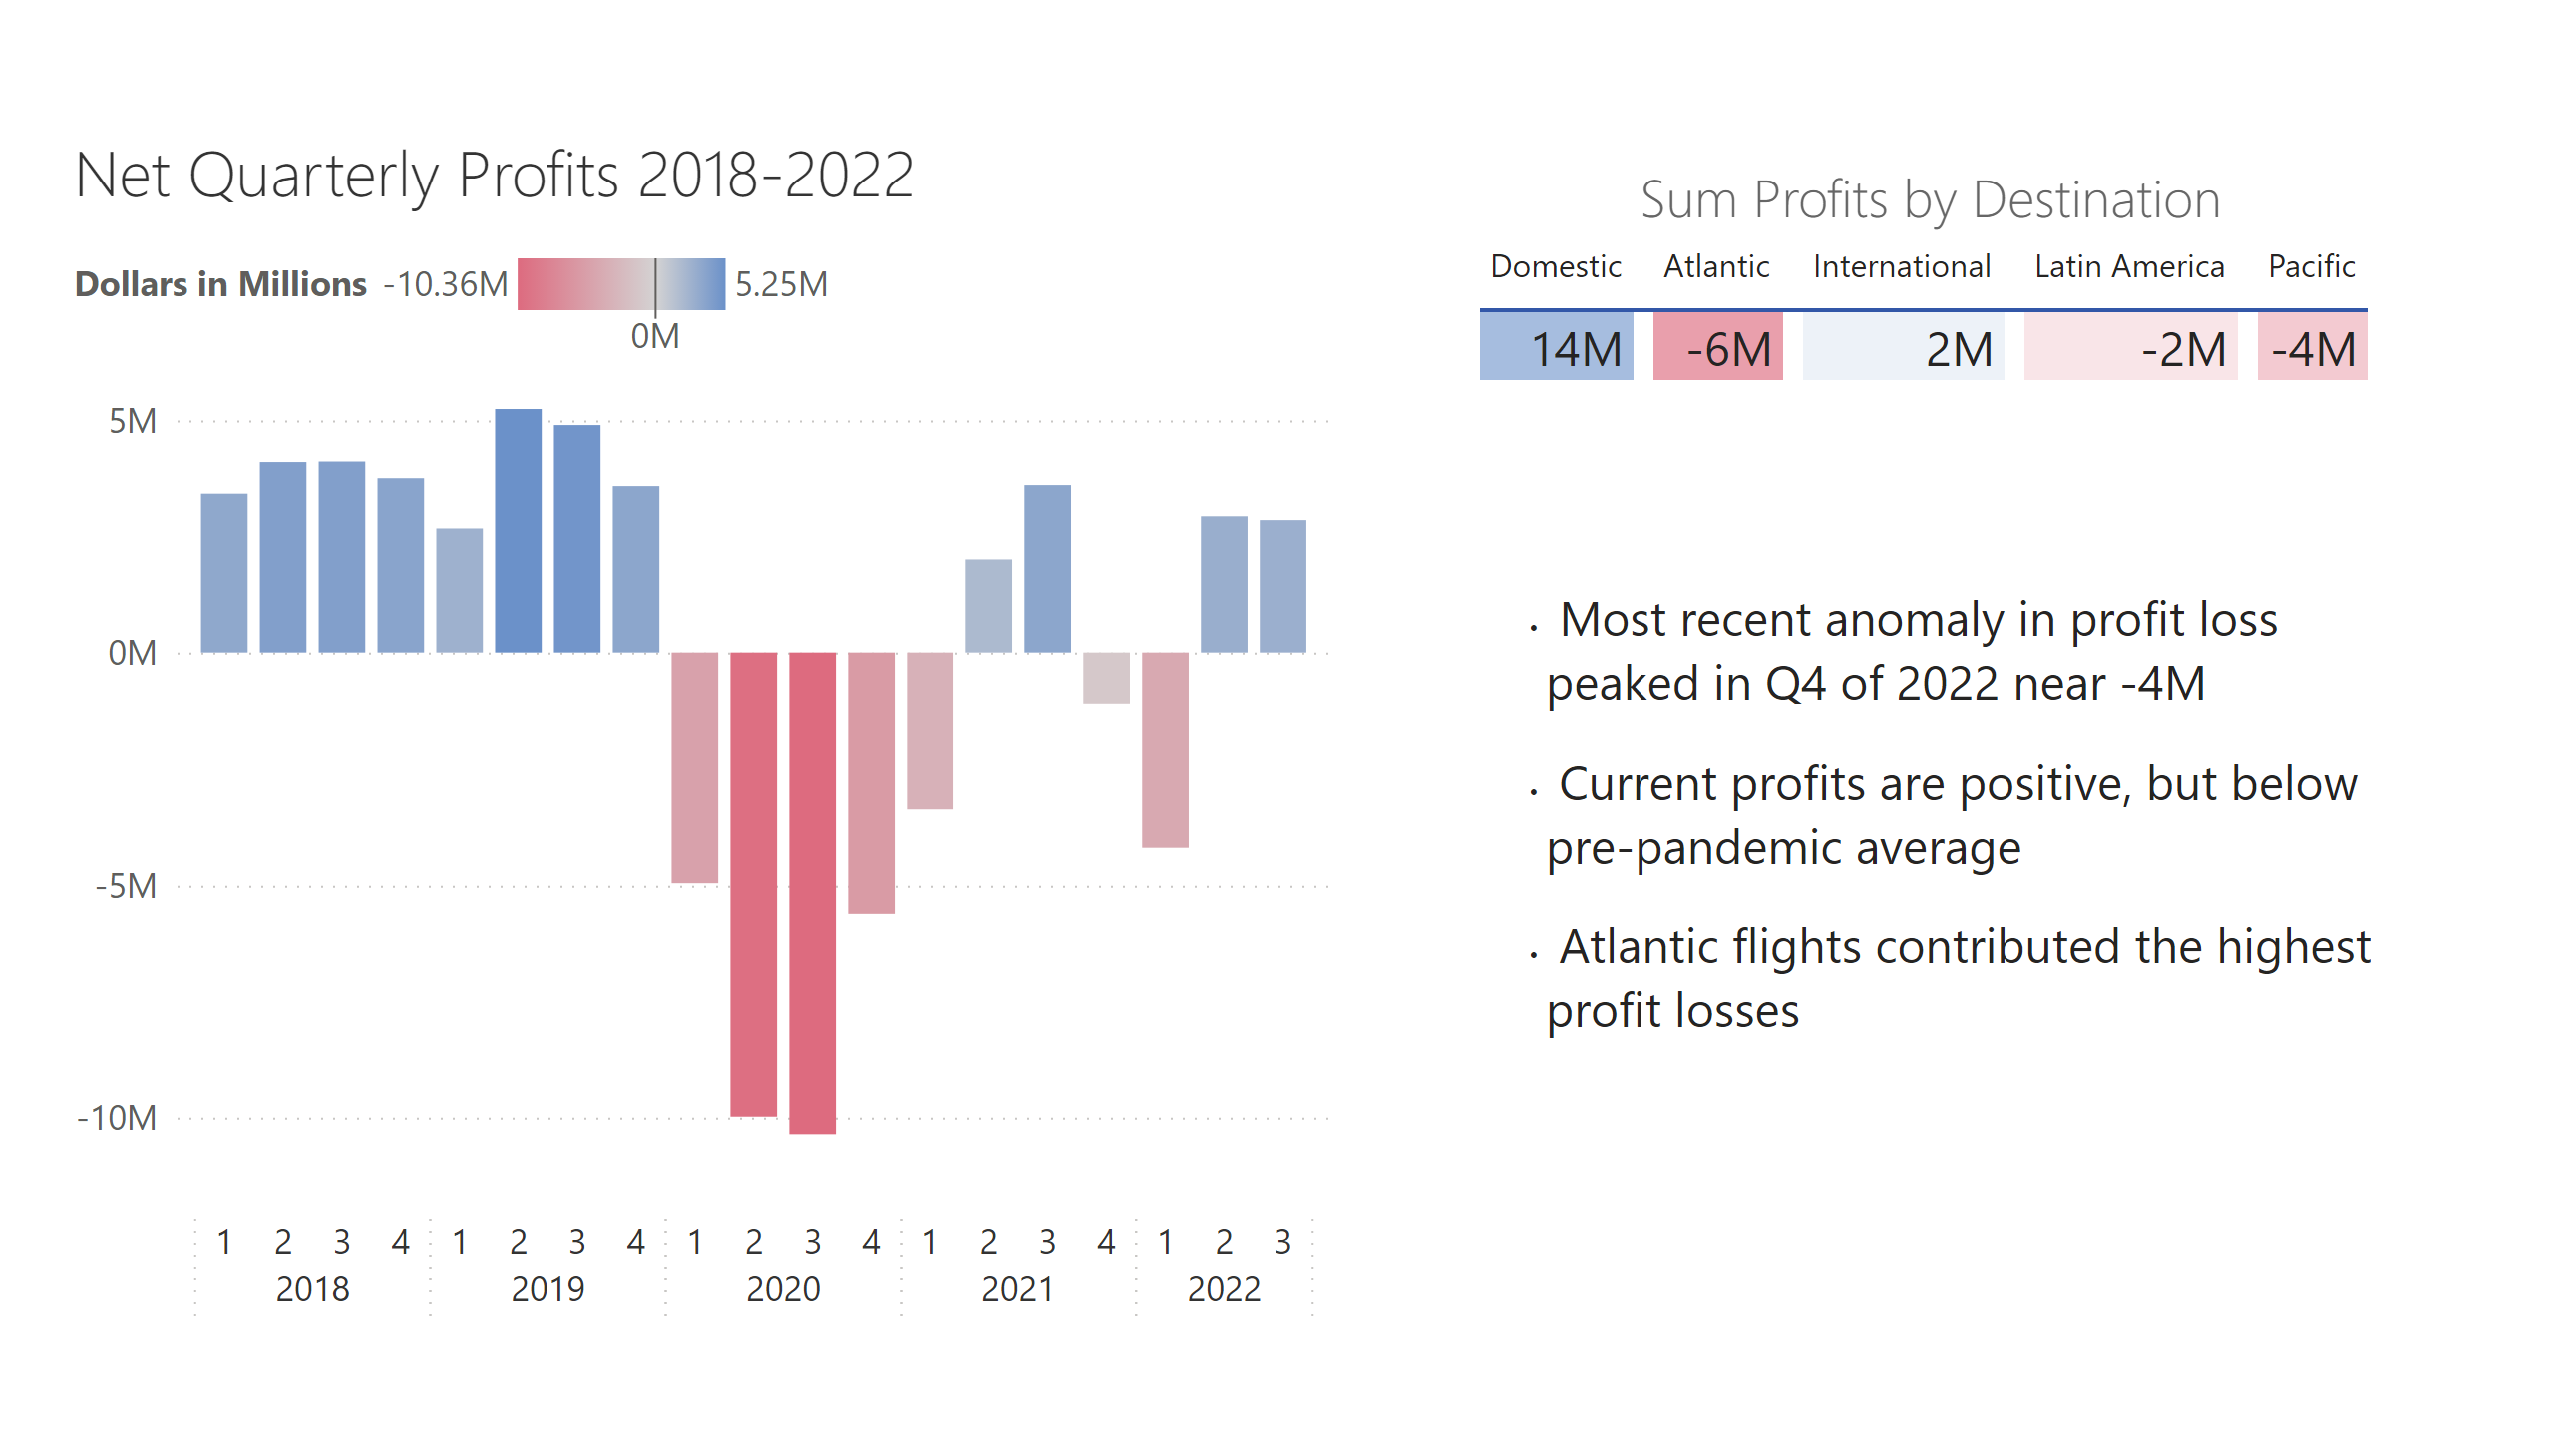 Net Quarterly Profits 2018-2022
Dollars in Millions -10.36M 5.25M
0M
5M
0M
-5M
-10M
1 2 3 4 1 2 3 4 1 2 3 4 1 2 3 4 1 2 3
2018 2019 2020 2021 2022
Sum Profits by Destination
Domestic Atlantic International Latin America Pacific
14M -6M 2M -2M -4M
• Most recent anomaly in profit loss
peaked in Q4 of 2022 near -4M
• Current profits are positive, but below
pre-pandemic average
• Atlantic flights contributed the highest
profit losses